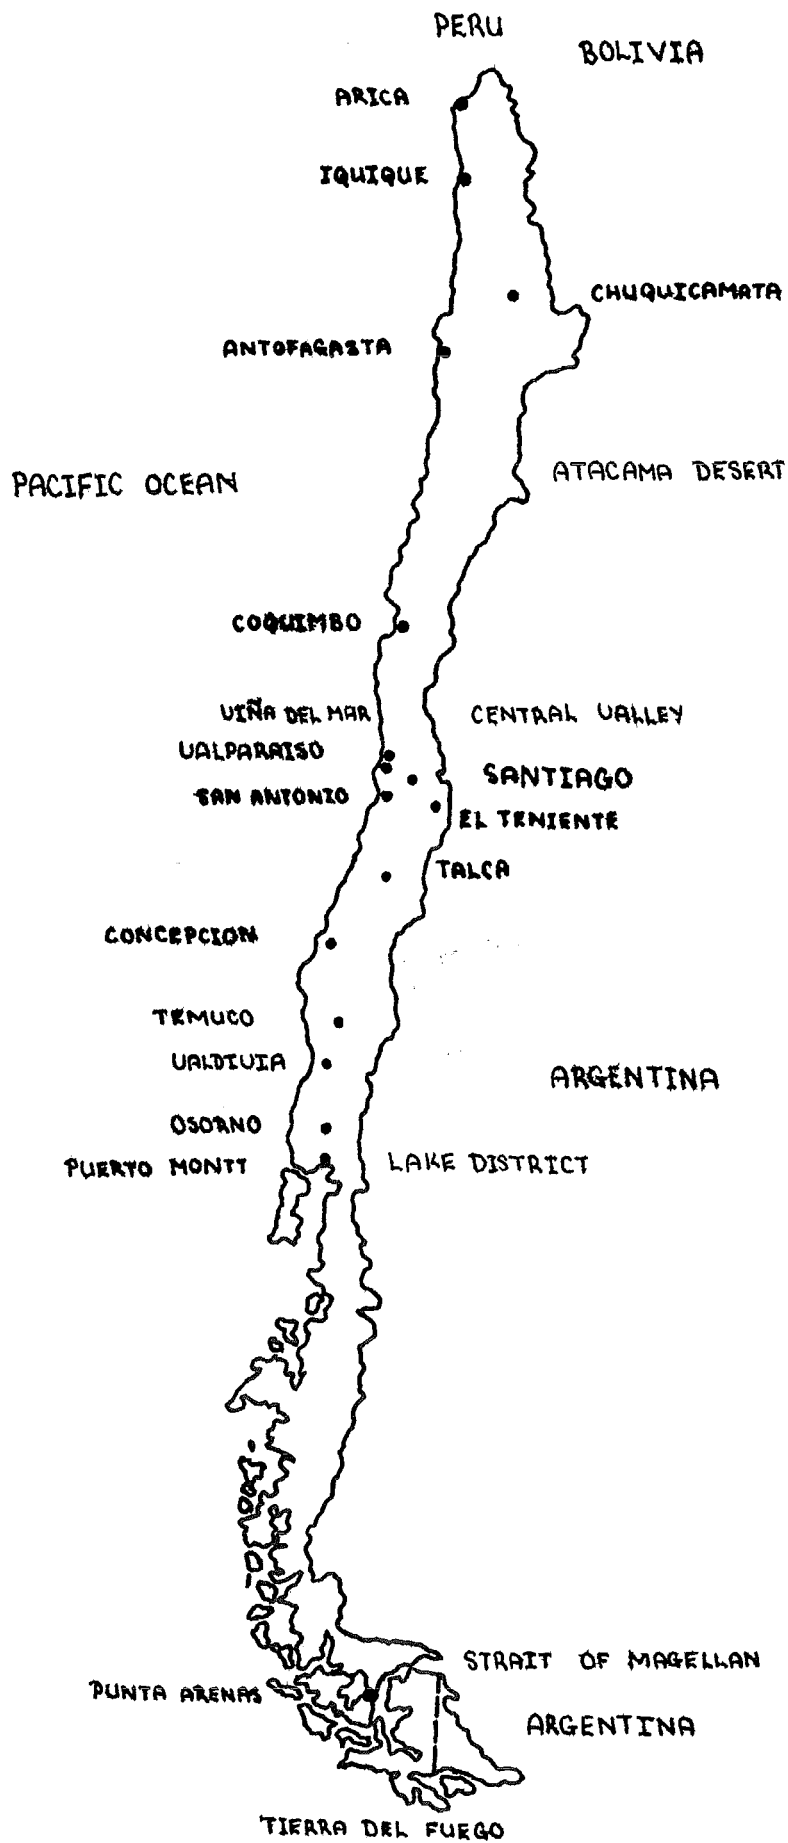 PERU
BOLIVIA
ARICA
IQUIQUE
CHUQUICAMATA
ANTOFAGASTA
PACIFIC OCEAN
ATACAMA DESERT
COQUIMBO
VIÑA DEL MAR
CENTRAL VALLEY
VALPARAISO
SANTIAGO
SAN ANTONIO
EL TENIENTE
TALCA
CONCEPCION
TEMUCO
VALDIVIA
ARGENTINA
OSORNO
PUERTO MONTT
LAKE DISTRICT
STRAIT OF MAGELLAN
PUNTA ARENAS
ARGENTINA
TIERRA DEL FUEGO